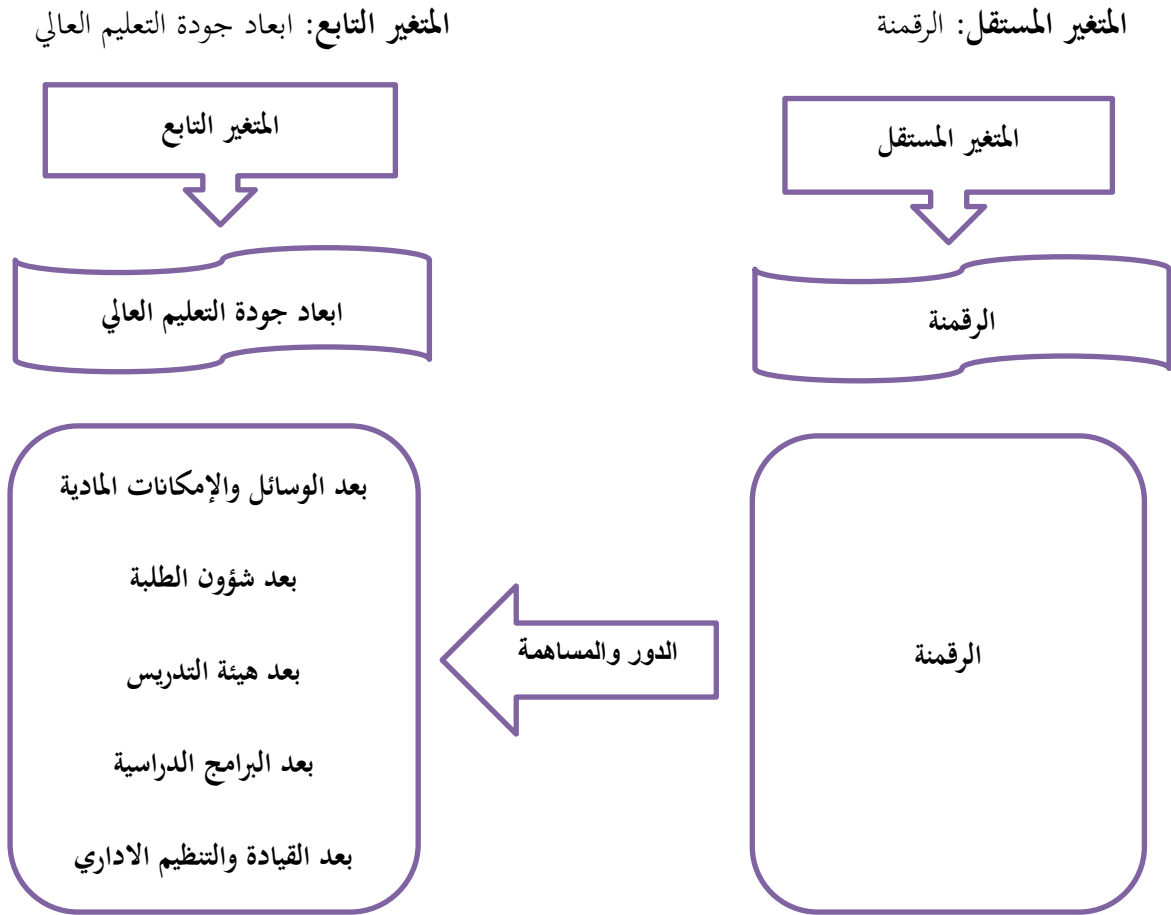 المتغير المستقل: الرقمنة
المتغير التابع: ابعاد جودة التعليم العالي
المتغير المستقل
المتغير التابع
الرقمنة
ابعاد جودة التعليم العالي
الرقمنة
الدور والمساهمة
بعد الوسائل والإمكانات المادية
بعد شؤون الطلبة
بعد هيئة التدريس
بعد البرامج الدراسية
بعد القيادة والتنظيم الاداري